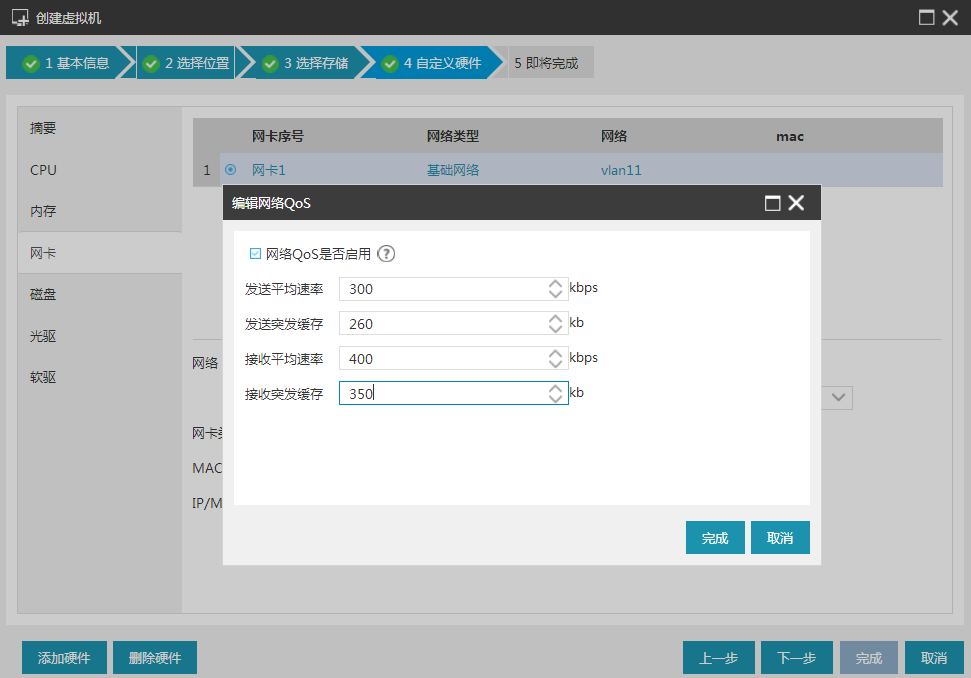 创建虚拟机
1 基本信息 2 选择位置 3 选择存储 4 自定义硬件 5 即将完成
摘要
CPU
内存
网卡
磁盘
光驱
软驱
网卡序号 网络类型 网络 mac
1 网卡1 基础网络 vlan11
编辑网络QoS
网络QoS是否启用 ?
发送平均速率 300 kbps
发送突发缓存 260 kb
接收平均速率 400 kbps
接收突发缓存 350 kb
完成 取消
网络
网卡
MAC
IP/M
添加硬件 删除硬件 上一步 下一步 完成 取消